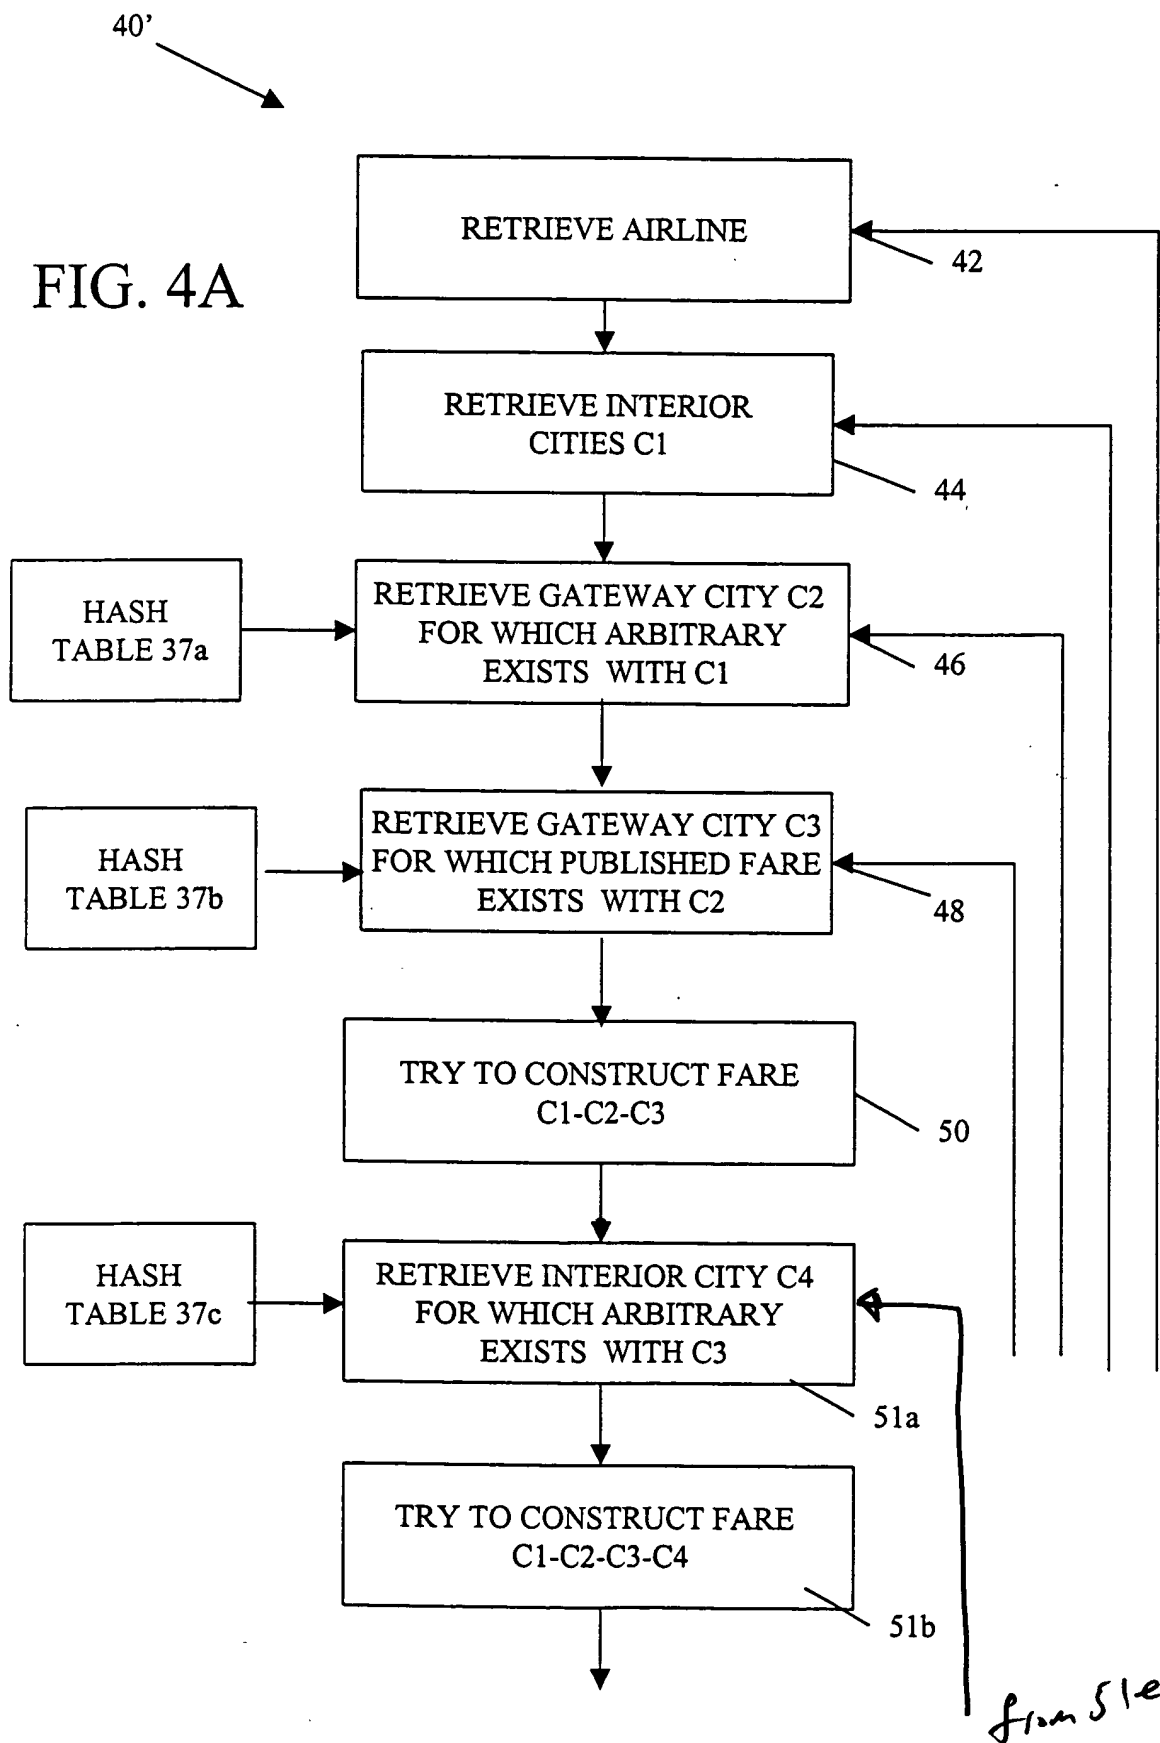 40’
FIG. 4A
RETRIEVE AIRLINE
42
RETRIEVE INTERIOR
CITIES C1
44
HASH
TABLE 37a
RETRIEVE GATEWAY CITY C2
FOR WHICH ARBITRARY
EXISTS WITH C1
46
HASH
TABLE 37b
RETRIEVE GATEWAY CITY C3
FOR WHICH PUBLISHED FARE
EXISTS WITH C2
48
TRY TO CONSTRUCT FARE
C1-C2-C3
50
HASH
TABLE 37c
RETRIEVE INTERIOR CITY C4
FOR WHICH ARBITRARY
EXISTS WITH C3
51a
TRY TO CONSTRUCT FARE
C1-C2-C3-C4
51b
from 51e